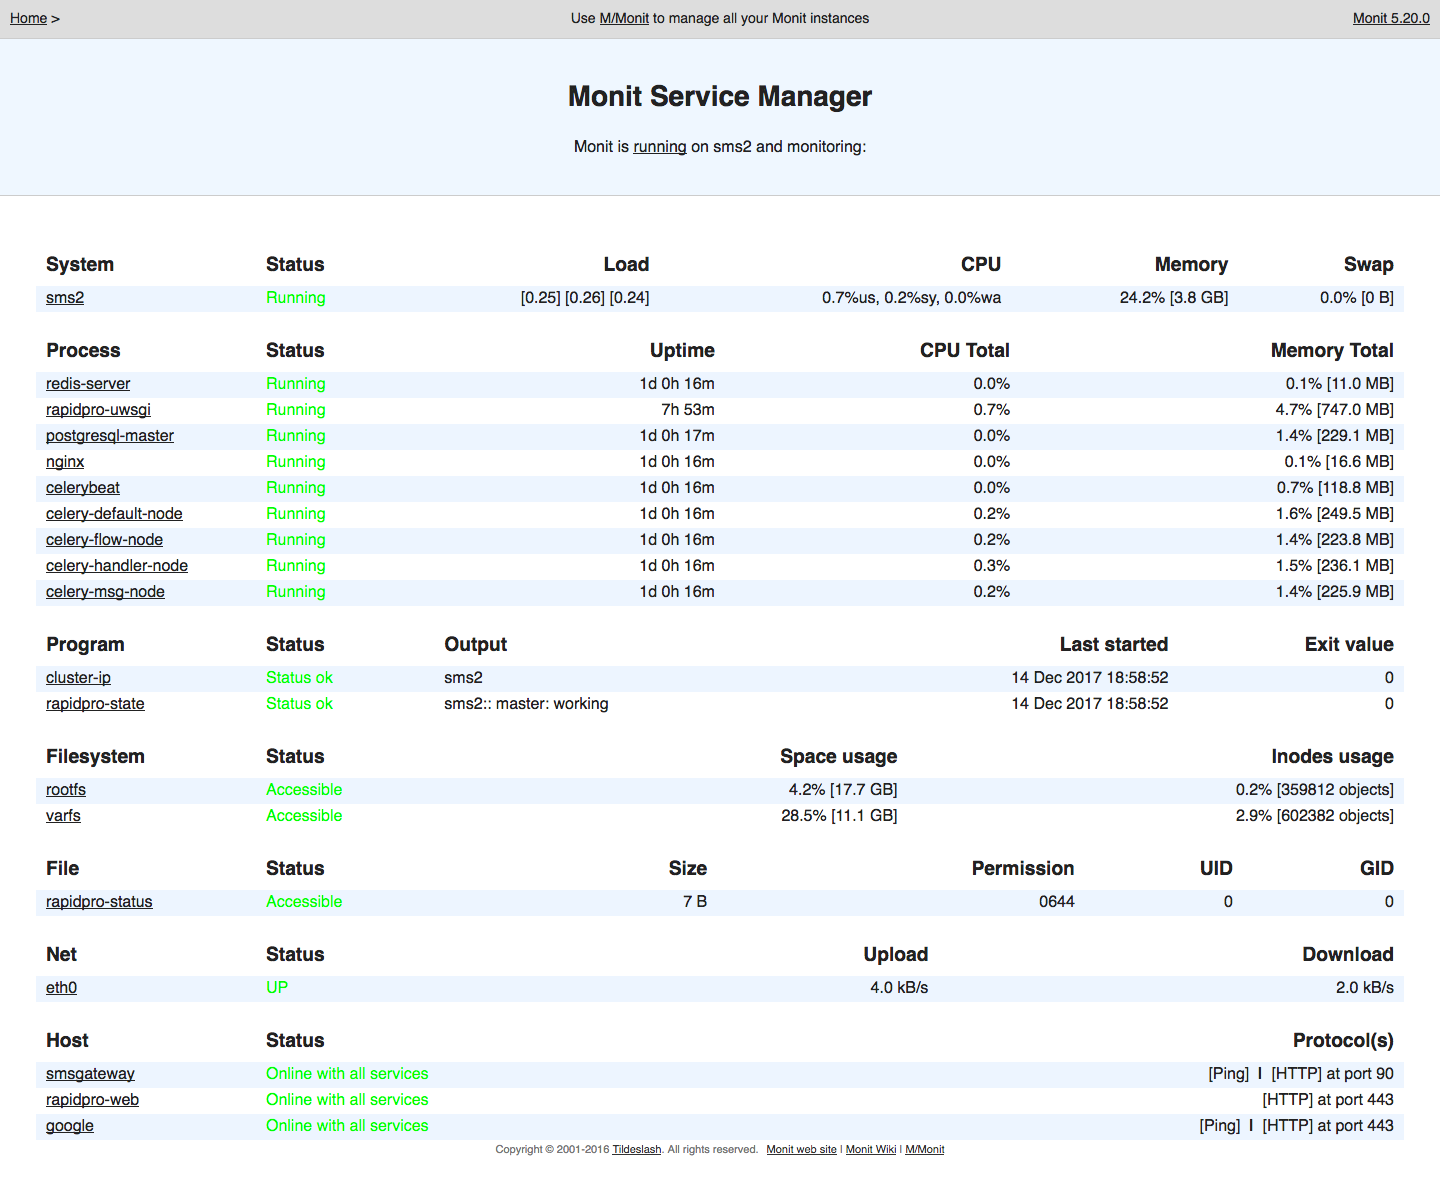 Home > Use M/Monit to manage all your Monit instances Monit 5.20.0
Monit Service Manager
Monit is running on sms2 and monitoring:
System Status Load CPU Memory Swap
sms2 Running [0.25] [0.26] [0.24] 0.7%us, 0.2%sy, 0.0%wa 24.2% [3.8 GB] 0.0% [0 B]
Process Status Uptime CPU Total Memory Total
redis-server Running 1d 0h 16m 0.0% 0.1% [11.0 MB]
rapidpro-uwsgi Running 7h 53m 0.7% 4.7% [747.0 MB]
postgresql-master Running 1d 0h 17m 0.0% 1.4% [229.1 MB]
nginx Running 1d 0h 16m 0.0% 0.1% [16.6 MB]
celerybeat Running 1d 0h 16m 0.0% 0.7% [118.8 MB]
celery-default-node Running 1d 0h 16m 0.2% 1.6% [249.5 MB]
celery-flow-node Running 1d 0h 16m 0.2% 1.4% [223.8 MB]
celery-handler-node Running 1d 0h 16m 0.3% 1.5% [236.1 MB]
celery-msg-node Running 1d 0h 16m 0.2% 1.4% [225.9 MB]
Program Status Output Last started Exit value
cluster-ip Status ok sms2 14 Dec 2017 18:58:52 0
rapidpro-state Status ok sms2:: master: working 14 Dec 2017 18:58:52 0
Filesystem Status Space usage Inodes usage
rootfs Accessible 4.2% [17.7 GB] 0.2% [359812 objects]
varfs Accessible 28.5% [11.1 GB] 2.9% [602382 objects]
File Status Size Permission UID GID
rapidpro-status Accessible 7 B 0644 0 0
Net Status Upload Download
eth0 UP 4.0 kB/s 2.0 kB/s
Host Status Protocol(s)
smsgateway Online with all services [Ping] | [HTTP] at port 90
rapidpro-web Online with all services [HTTP] at port 443
google Online with all services [Ping] | [HTTP] at port 443
Copyright © 2001-2016 Tildeslash. All rights reserved. Monit web site | Monit Wiki | M/Monit